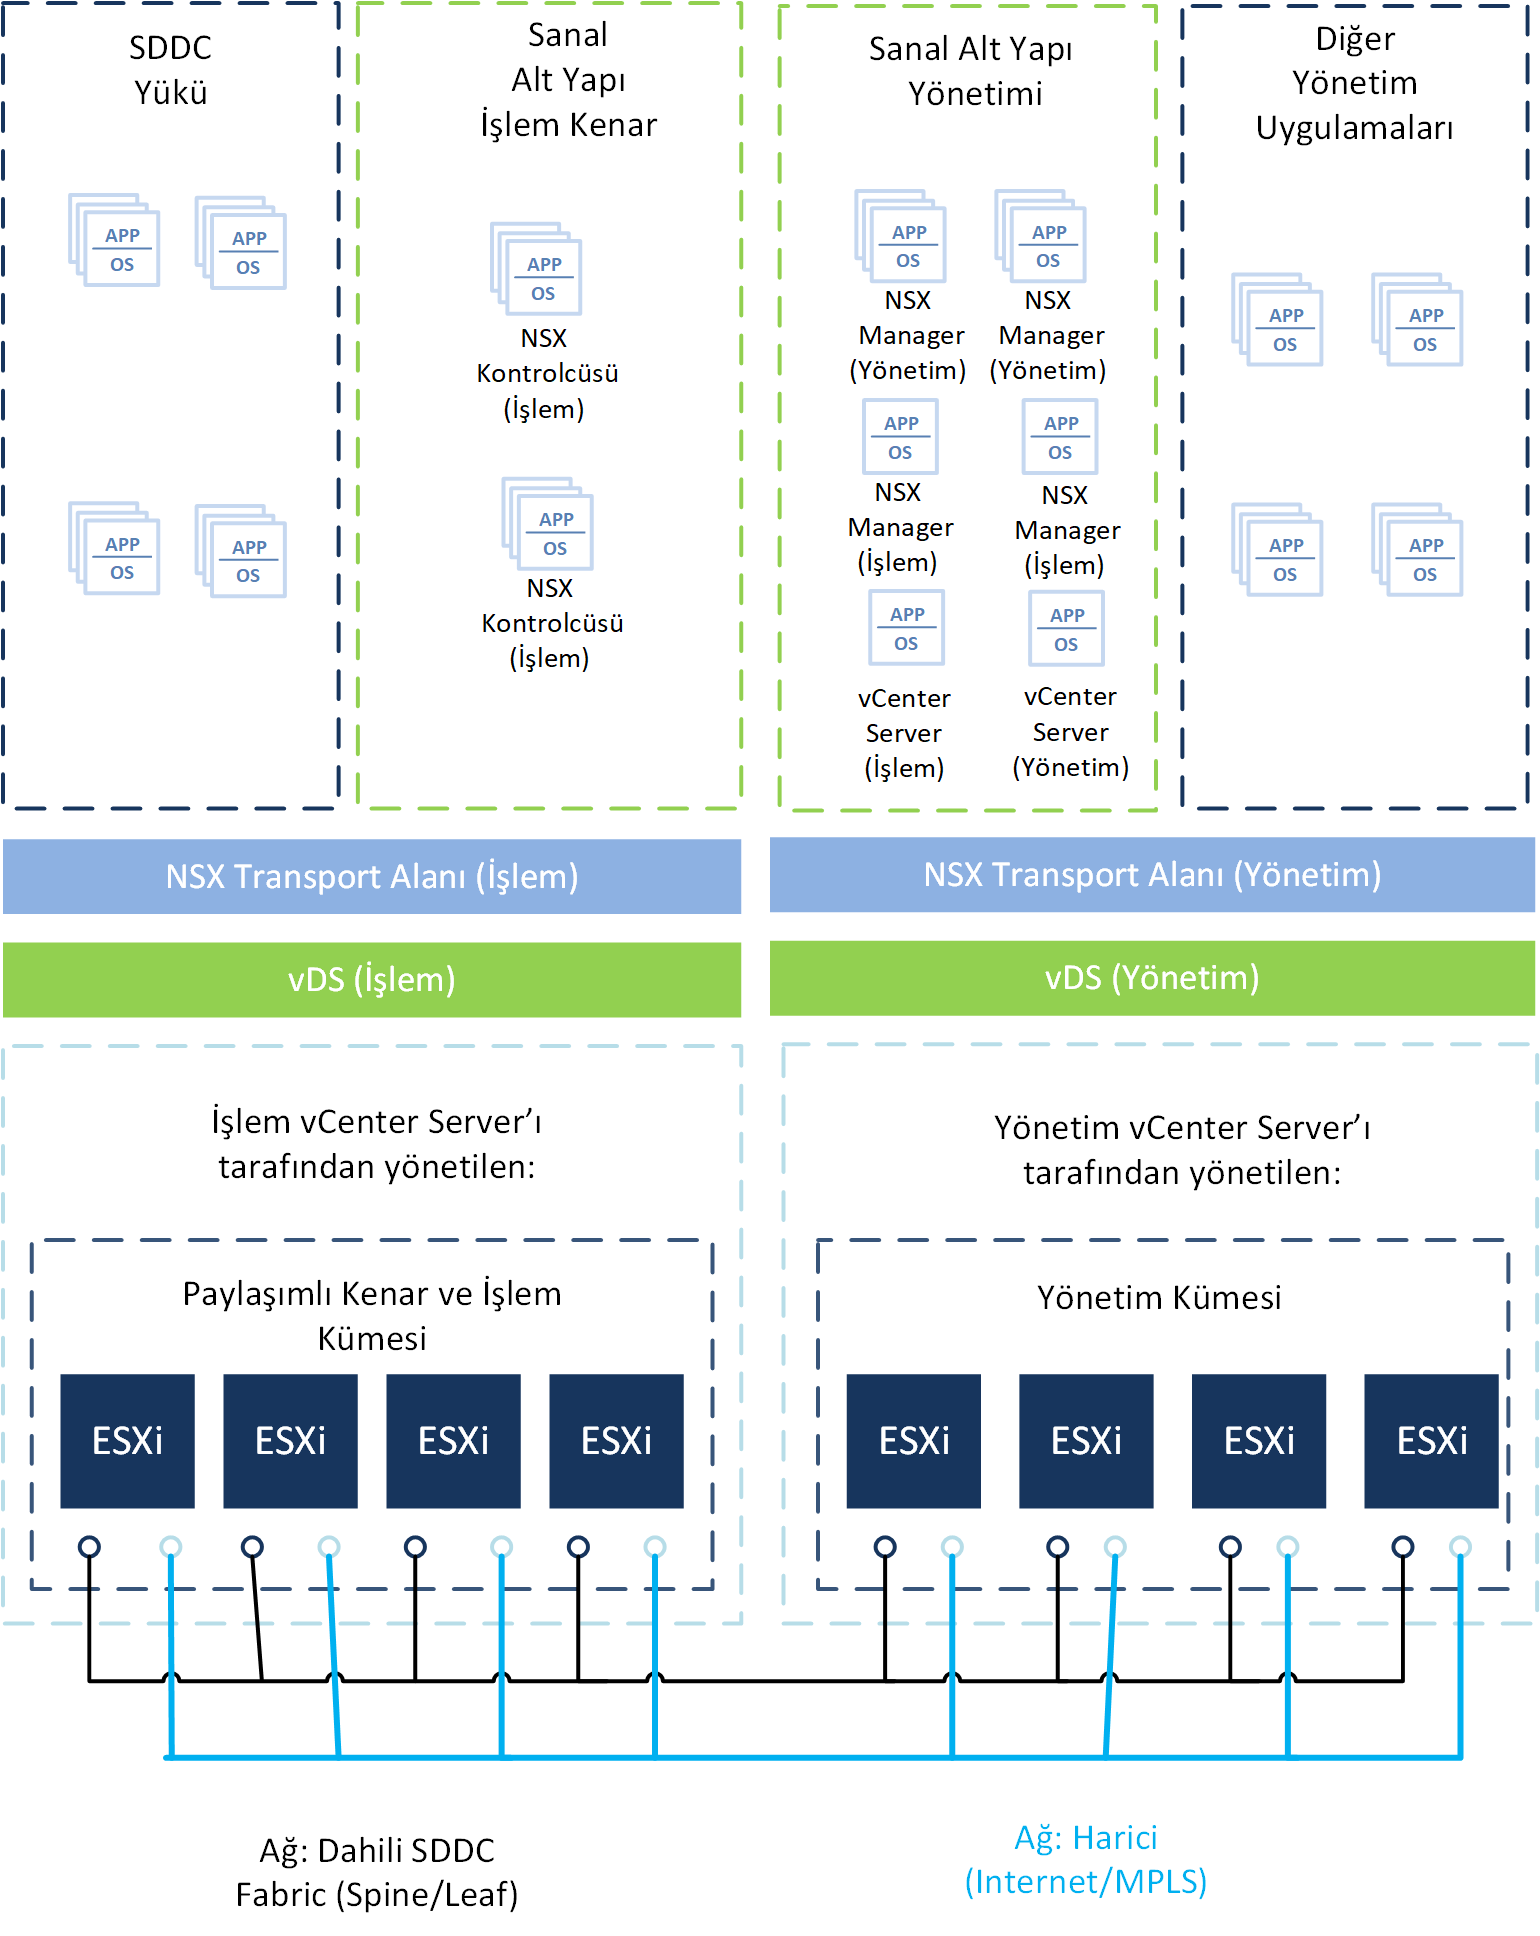 SDDC
Yükü
APP
OS
APP
OS
APP
OS
APP
OS
Sanal
Alt Yapı
İşlem Kenar
APP
OS
NSX
Kontrolcüsü
(İşlem)
APP
OS
NSX
Kontrolcüsü
(İşlem)
Sanal Alt Yapı
Yönetimi
APP
OS
NSX
Manager
(Yönetim)
APP
OS
NSX
Manager
(Yönetim)
APP
OS
NSX
Manager
(İşlem)
APP
OS
NSX
Manager
(İşlem)
APP
OS
vCenter
Server
(İşlem)
APP
OS
vCenter
Server
(Yönetim)
Diğer
Yönetim
Uygulamaları
APP
OS
APP
OS
APP
OS
APP
OS
NSX Transport Alanı (İşlem)
NSX Transport Alanı (Yönetim)
vDS (İşlem)
vDS (Yönetim)
İşlem vCenter Server’ı
tarafından yönetilen:
Paylaşımlı Kenar ve İşlem
Kümesi
ESXi
ESXi
ESXi
ESXi
Yönetim vCenter Server’ı
tarafından yönetilen:
Yönetim Kümesi
ESXi
ESXi
ESXi
ESXi
Ağ: Dahili SDDC
Fabric (Spine/Leaf)
Ağ: Harici
(Internet/MPLS)